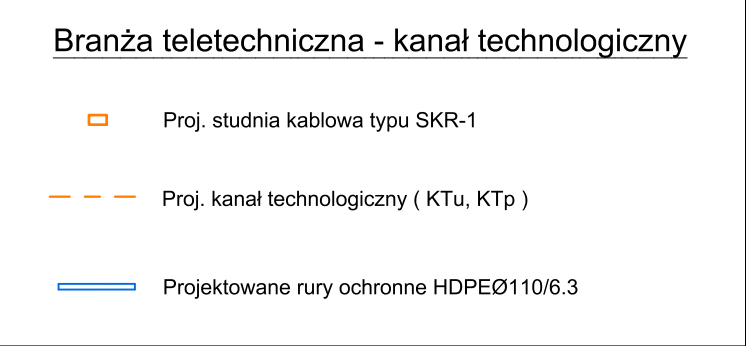 Branża teletechniczna - kanał technologiczny
Proj. studnia kablowa typu SKR-1
Proj. kanał technologiczny ( KTu, KTp )
Projektowane rury ochronne HDPEØ110/6.3